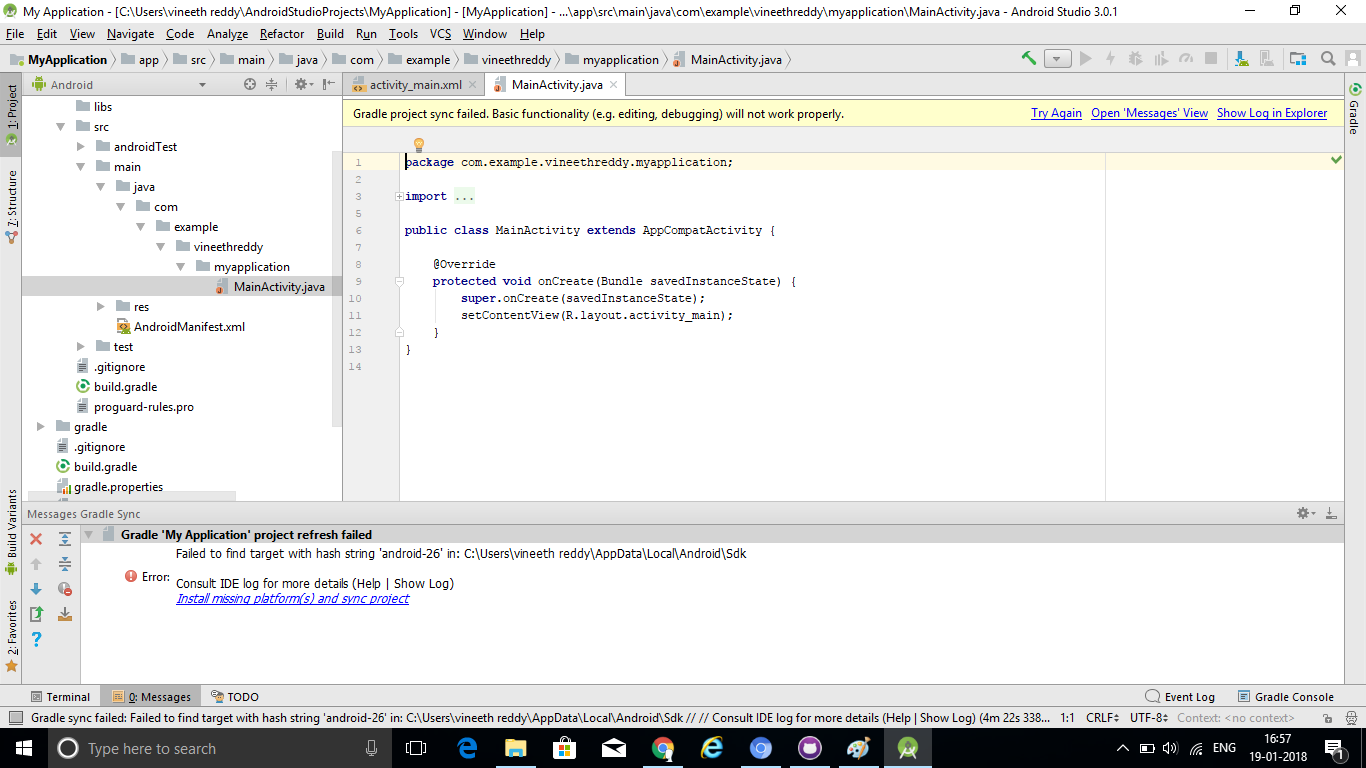 My Application - [C:\Users\vineeth reddy\AndroidStudioProjects\MyApplication] - [MyApplication] - ...\app\src\main\java\com\example\vineethreddy\myapplication\MainActivity.java - Android Studio 3.0.1
File Edit View Navigate Code Analyze Refactor Build Run Tools VCS Window Help
MyApplication app src main java com example vineethreddy myapplication MainActivity.java
1: Project
7: Structure
Build Variants
2: Favorites
Android
libs
src
androidTest
main
java
com
example
vineethreddy
myapplication
MainActivity.java
res
AndroidManifest.xml
test
.gitignore
build.gradle
proguard-rules.pro
gradle
.gitignore
build.gradle
gradle.properties
activity_main.xml MainActivity.java
Gradle project sync failed. Basic functionality (e.g. editing, debugging) will not work properly. Try Again Open 'Messages' View Show Log in Explorer
Gradle
1 package com.example.vineethreddy.myapplication;
2
3 import ...
5
6 public class MainActivity extends AppCompatActivity {
7
8 @Override
9 protected void onCreate(Bundle savedInstanceState) {
10 super.onCreate(savedInstanceState);
11 setContentView(R.layout.activity_main);
12 }
13 }
14
Messages Gradle Sync
Gradle 'My Application' project refresh failed
Failed to find target with hash string 'android-26' in: C:\Users\vineeth reddy\AppData\Local\Android\Sdk
Error:
Consult IDE log for more details (Help | Show Log)
Install missing platform(s) and sync project
Terminal 0: Messages TODO Event Log Gradle Console
Gradle sync failed: Failed to find target with hash string 'android-26' in: C:\Users\vineeth reddy\AppData\Local\Android\Sdk // // Consult IDE log for more details (Help | Show Log) (4m 22s 338... 1:1 CRLF UTF-8 Context: <no context>
Type here to search
ENG
16:57
19-01-2018
1